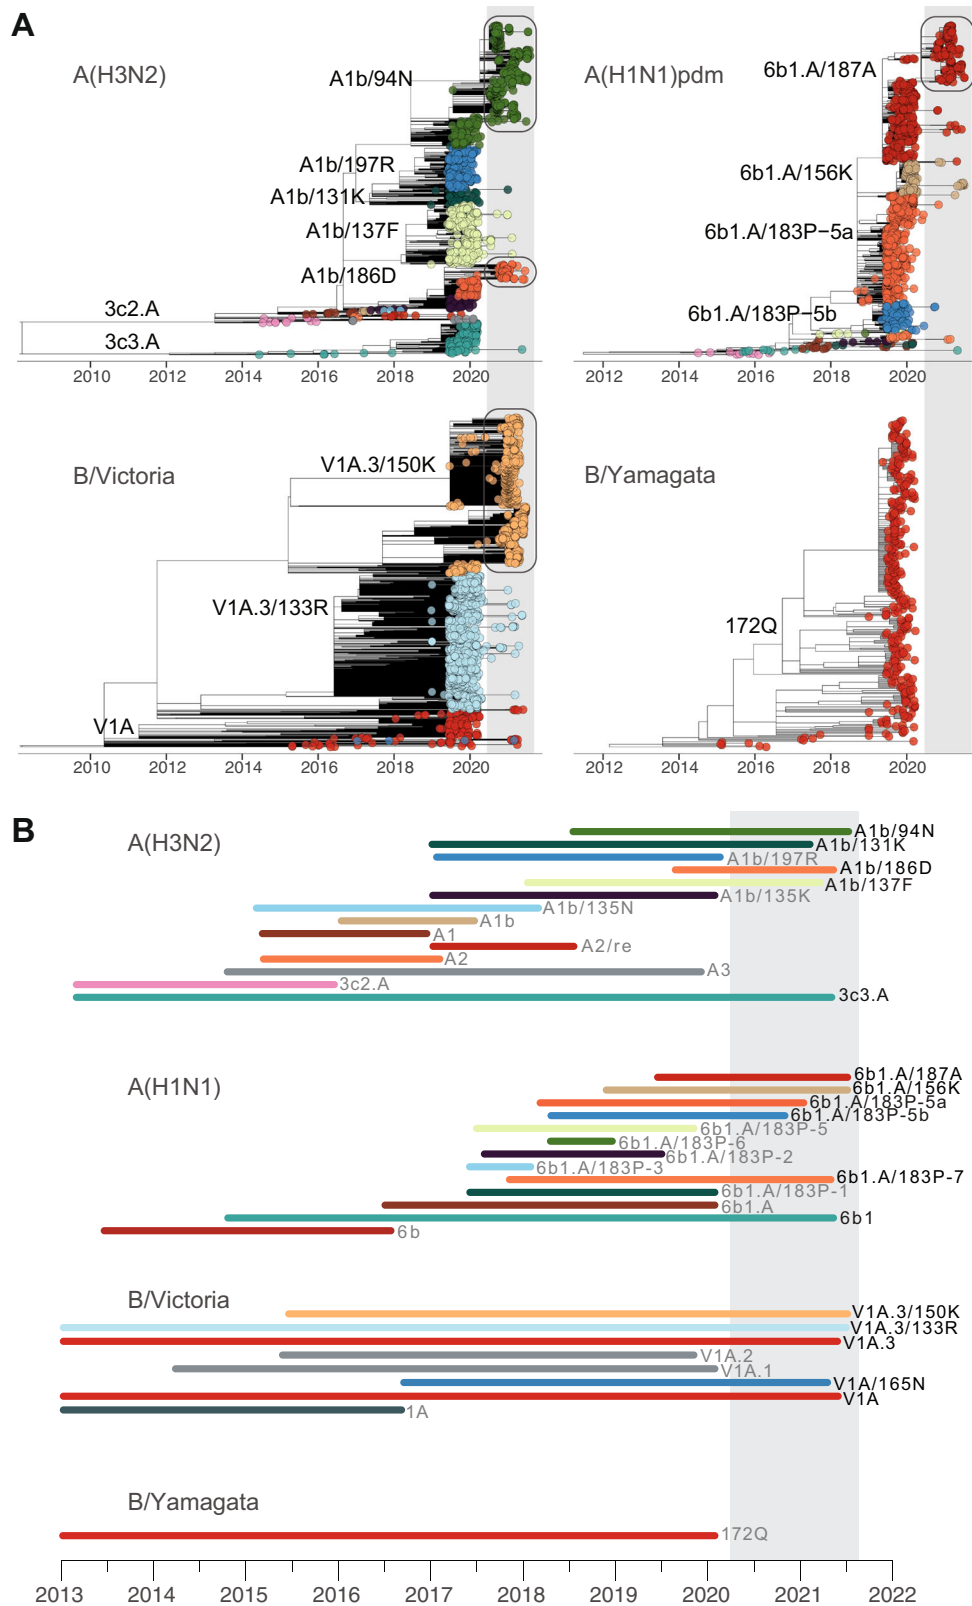 A
A(H3N2)
A1b/94N
A1b/197R
A1b/131K
A1b/137F
A1b/186D
3c2.A
3c3.A
2010 2012 2014 2016 2018 2020
A(H1N1)pdm
6b1.A/187A
6b1.A/156K
6b1.A/183P−5a
6b1.A/183P−5b
2012 2014 2016 2018 2020
B/Victoria
V1A.3/150K
V1A.3/133R
V1A
2010 2012 2014 2016 2018 2020
B/Yamagata
172Q
2012 2014 2016 2018 2020
B
A(H3N2)
A1b/94N
A1b/131K
A1b/197R
A1b/186D
A1b/137F
A1b/135K
A1b/135N
A1b
A1
A2/re
A2
A3
3c2.A
3c3.A
A(H1N1)
6b1.A/187A
6b1.A/156K
6b1.A/183P-5a
6b1.A/183P-5b
6b1.A/183P-5
6b1.A/183P-6
6b1.A/183P-2
6b1.A/183P-3
6b1.A/183P-7
6b1.A/183P-1
6b1.A
6b1
6b
B/Victoria
V1A.3/150K
V1A.3/133R
V1A.3
V1A.2
V1A.1
V1A/165N
V1A
1A
B/Yamagata
172Q
2013 2014 2015 2016 2017 2018 2019 2020 2021 2022